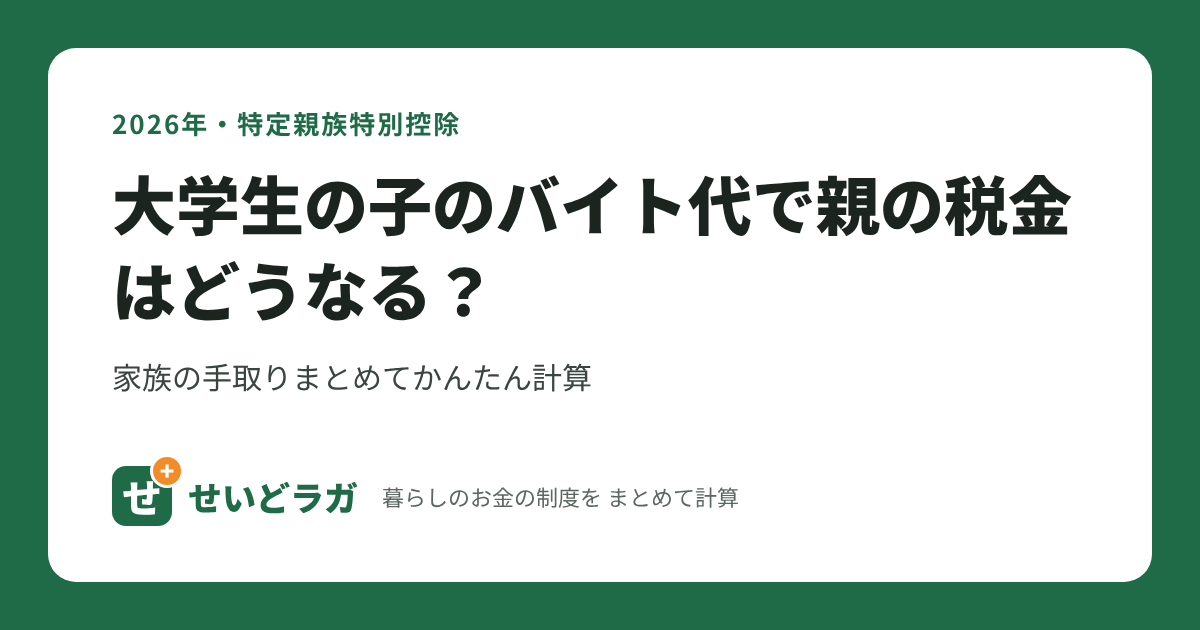 2026年・特定親族特別控除
大学生の子のバイト代で親の税金
はどうなる？
家族の手取りまとめてかんたん計算
せ+
せいどラガ 暮らしのお金の制度を まとめて計算